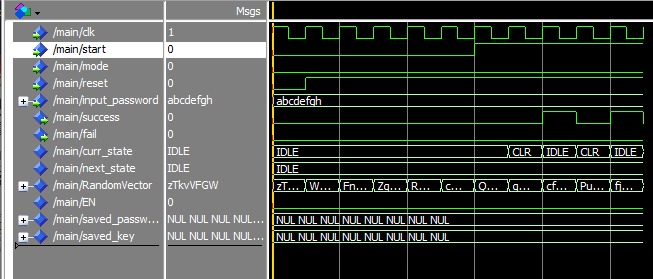 Msgs
/main/clk 1
/main/start 0
/main/mode 0
/main/reset 0
/main/input_password abcdefgh abcdefgh
/main/success 0
/main/fail 0
/main/curr_state IDLE IDLE CLR IDLE CLR IDLE
/main/next_state IDLE IDLE
/main/RandomVector zTkvVFGW zT... W... Fn... Zg... R... c... O... g... cf... Pu... fj...
/main/EN 0
/main/saved_passw... NUL NUL NUL NUL... NUL NUL NUL NUL NUL NUL NUL NUL
/main/saved_key NUL NUL NUL NUL... NUL NUL NUL NUL NUL NUL NUL NUL